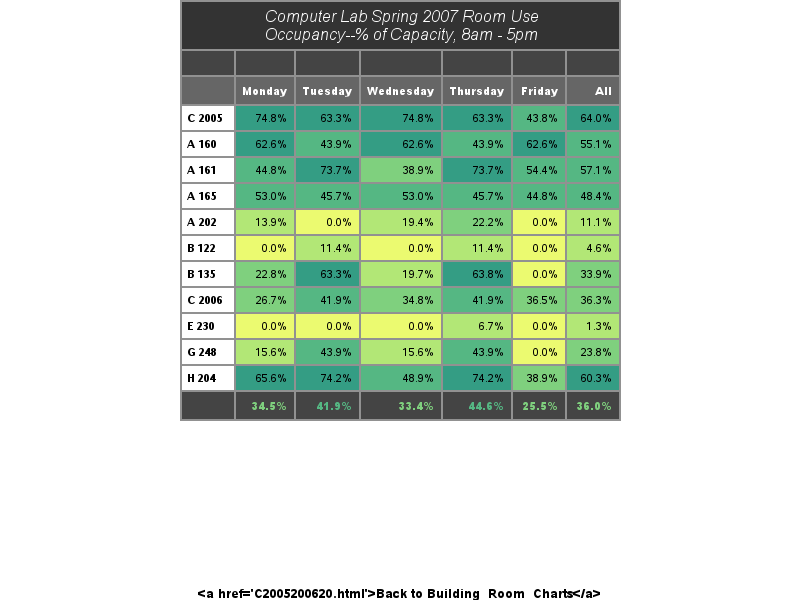 Computer Lab Spring 2007 Room Use
Occupancy--% of Capacity, 8am - 5pm
Monday Tuesday Wednesday Thursday Friday All
C 2005 74.8% 63.3% 74.8% 63.3% 43.8% 64.0%
A 160 62.6% 43.9% 62.6% 43.9% 62.6% 55.1%
A 161 44.8% 73.7% 38.9% 73.7% 54.4% 57.1%
A 165 53.0% 45.7% 53.0% 45.7% 44.8% 48.4%
A 202 13.9% 0.0% 19.4% 22.2% 0.0% 11.1%
B 122 0.0% 11.4% 0.0% 11.4% 0.0% 4.6%
B 135 22.8% 63.3% 19.7% 63.8% 0.0% 33.9%
C 2006 26.7% 41.9% 34.8% 41.9% 36.5% 36.3%
E 230 0.0% 0.0% 0.0% 6.7% 0.0% 1.3%
G 248 15.6% 43.9% 15.6% 43.9% 0.0% 23.8%
H 204 65.6% 74.2% 48.9% 74.2% 38.9% 60.3%
34.5% 41.9% 33.4% 44.6% 25.5% 36.0%
<a href='C2005200620.html'>Back to Building_Room_Charts</a>